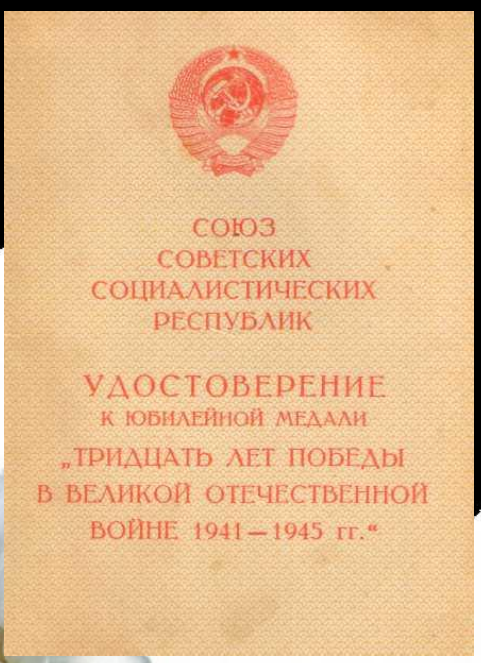 СОЮЗ
СОВЕТСКИХ
СОЦИАЛИСТИЧЕСКИХ
РЕСПУБЛИК
УДОСТОВЕРЕНИЕ
К ЮБИЛЕЙНОЙ МЕДАЛИ
„ТРИДЦАТЬ ЛЕТ ПОБЕДЫ
В ВЕЛИКОЙ ОТЕЧЕСТВЕННОЙ
ВОЙНЕ 1941—1945 гг.“